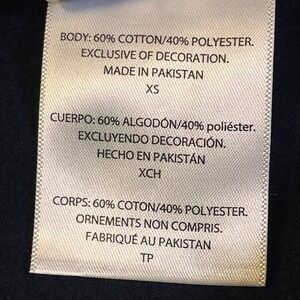 BODY: 60% COTTON/40% POLYESTER.
EXCLUSIVE OF DECORATION.
MADE IN PAKISTAN
XS
CUERPO: 60% ALGODÓN/40% poliéster.
EXCLUYENDO DECORACIÓN.
HECHO EN PAKISTÁN
XCH
CORPS: 60% COTON/40% POLYESTER.
ORNEMENTS NON COMPRIS.
FABRIQUÉ AU PAKISTAN
TP